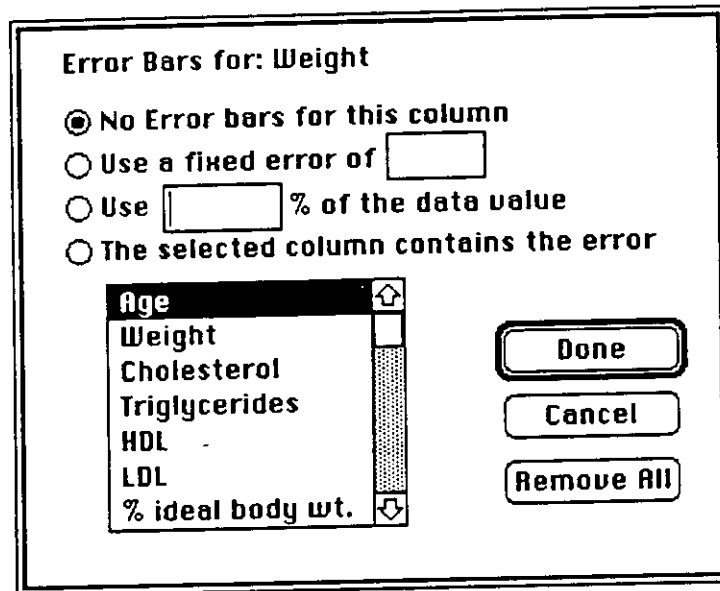 Error Bars for: Weight
No Error bars for this column
Use a fixed error of
Use % of the data value
The selected column contains the error
Age
Weight
Cholesterol
Triglycerides
HDL
LDL
% ideal body wt.
Done
Cancel
Remove All